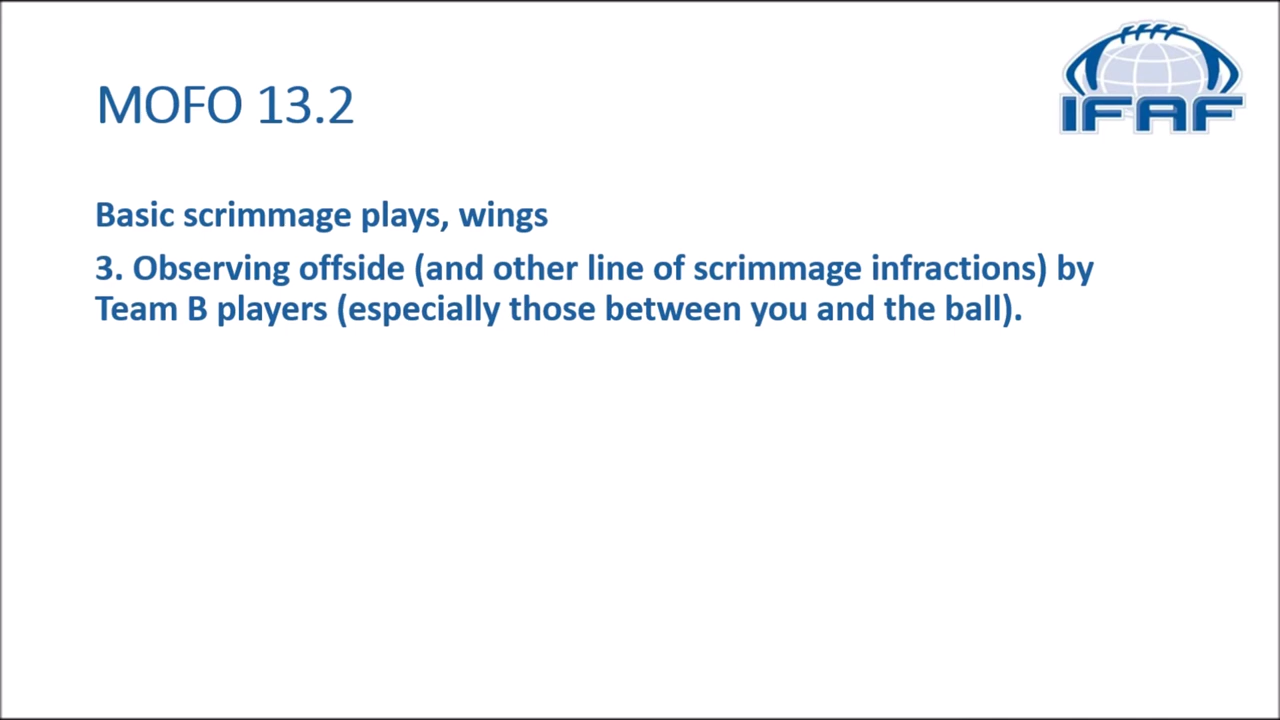 MOFO 13.2
IFAF
Basic scrimmage plays, wings
3. Observing offside (and other line of scrimmage infractions) by
Team B players (especially those between you and the ball).